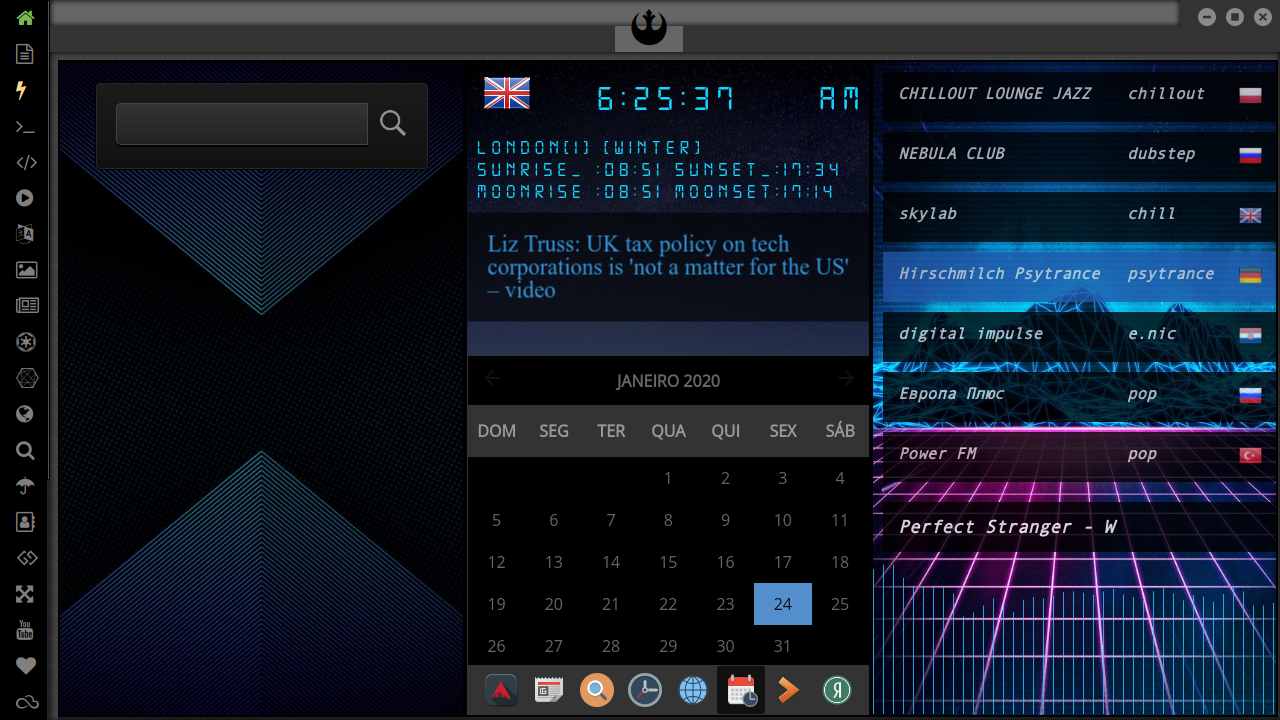 6:25:37 AM
LONDON(1) (WINTER)
SUNRISE_ :08:51 SUNSET_:17:34
MOONRISE :08:51 MOONSET:17:14
Liz Truss: UK tax policy on tech
corporations is 'not a matter for the US'
– video
JANEIRO 2020
DOM SEG TER QUA QUI SEX SÁB
1 2 3 4
5 6 7 8 9 10 11
12 13 14 15 16 17 18
19 20 21 22 23 24 25
26 27 28 29 30 31
CHILLOUT LOUNGE JAZZ chillout
NEBULA CLUB dubstep
skylab chill
Hirschmilch Psytrance psytrance
digital impulse e.nic
Европа Плюс pop
Power FM pop
Perfect Stranger - W
You
Tube
Я